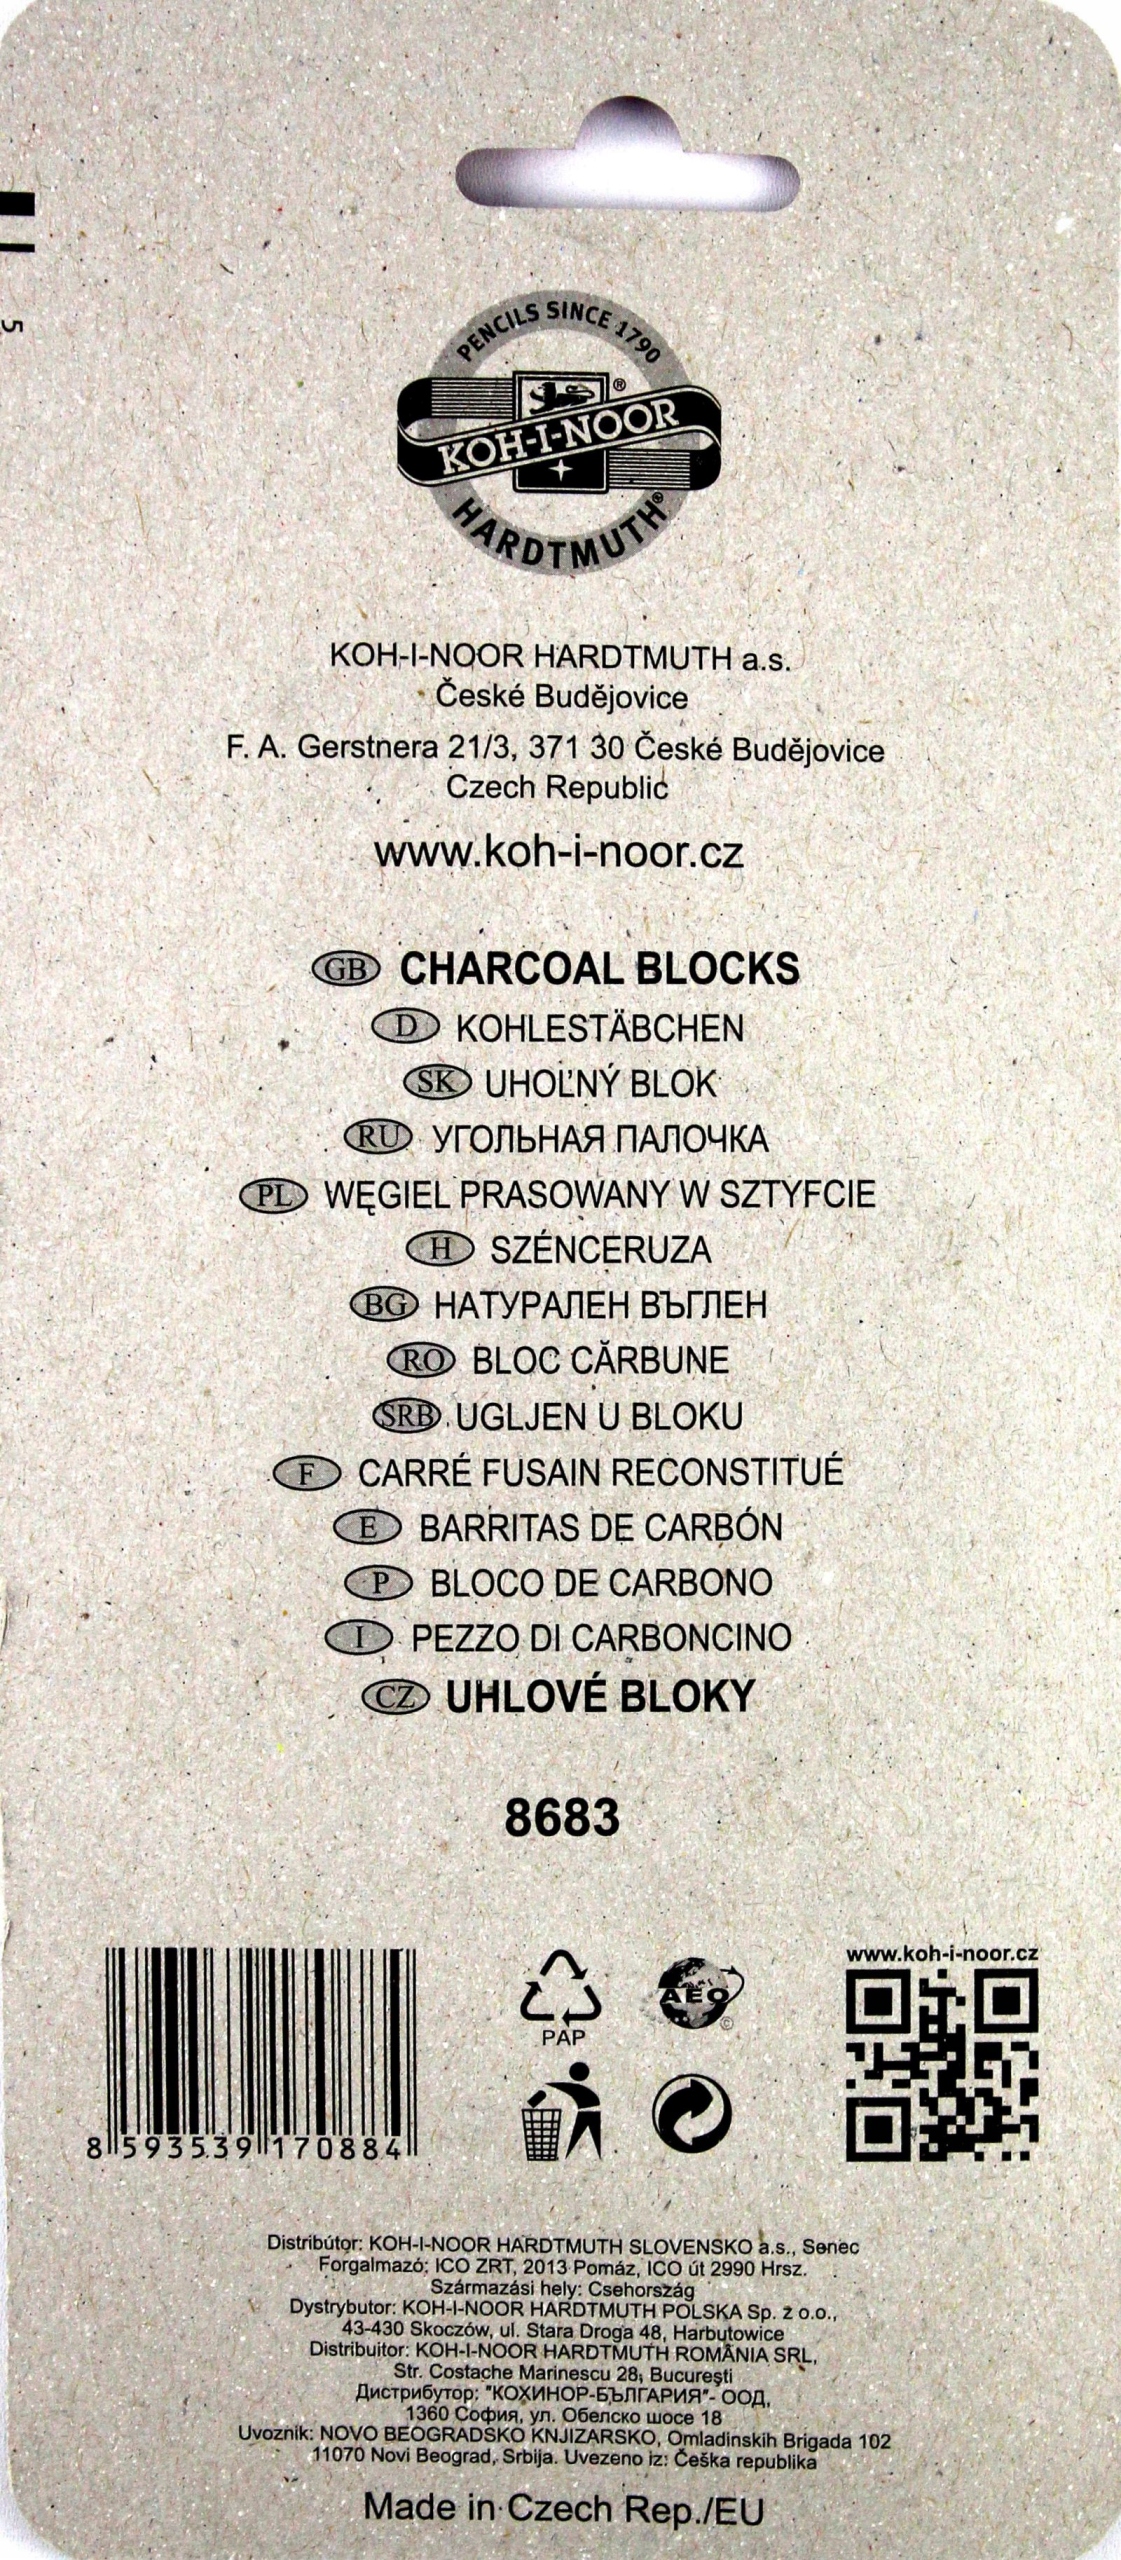 5
PENCILS SINCE 1790
®
KOH-I-NOOR
HARDTMUTH®
KOH-I-NOOR HARDTMUTH a.s.
České Budějovice
F. A. Gerstnera 21/3, 371 30 České Budějovice
Czech Republic
www.koh-i-noor.cz
GB CHARCOAL BLOCKS
D KOHLESTÄBCHEN
SK UHOĽNÝ BLOK
RU УГОЛЬНАЯ ПАЛОЧКА
PL WĘGIEL PRASOWANY W SZTYFCIE
H SZÉNCERUZA
BG НАТУРАЛЕН ВЪГЛЕН
RO BLOC CĂRBUNE
SRB UGLJEN U BLOKU
F CARRÉ FUSAIN RECONSTITUÉ
E BARRITAS DE CARBÓN
P BLOCO DE CARBONO
I PEZZO DI CARBONCINO
CZ UHLOVÉ BLOKY
8683
8 593539 170884
PAP
AEO ©
www.koh-i-noor.cz
Distribútor: KOH-I-NOOR HARDTMUTH SLOVENSKO a.s., Senec
Forgalmazó: ICO ZRT, 2013 Pomáz, ICO út 2990 Hrsz.
Származási hely: Csehország
Dystrybutor: KOH-I-NOOR HARDTMUTH POLSKA Sp. z o.o.,
43-430 Skoczów, ul. Stara Droga 48, Harbutowice
Distribuitor: KOH-I-NOOR HARDTMUTH ROMÂNIA SRL,
Str. Costache Marinescu 28, Bucureşti
Дистрибутор: "КОХИНОР-БЪЛГАРИЯ"- ООД,
1360 София, ул. Обелско шосе 18
Uvoznik: NOVO BEOGRADSKO KNJIZARSKO, Omladinskih Brigada 102
11070 Novi Beograd, Srbija. Uvezeno iz: Češka republika
Made in Czech Rep./EU